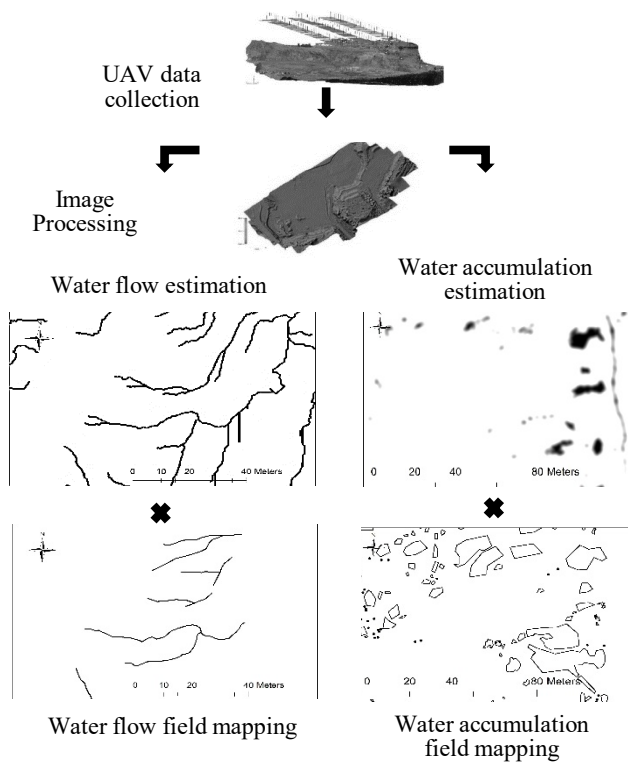 UAV data
collection
Image
Processing
Water flow estimation
Water accumulation
estimation
0 10 20 40 Meters
0 20 40 80 Meters
0 10 20 40 Meters
0 20 40 80 Meters
Water flow field mapping
Water accumulation
field mapping